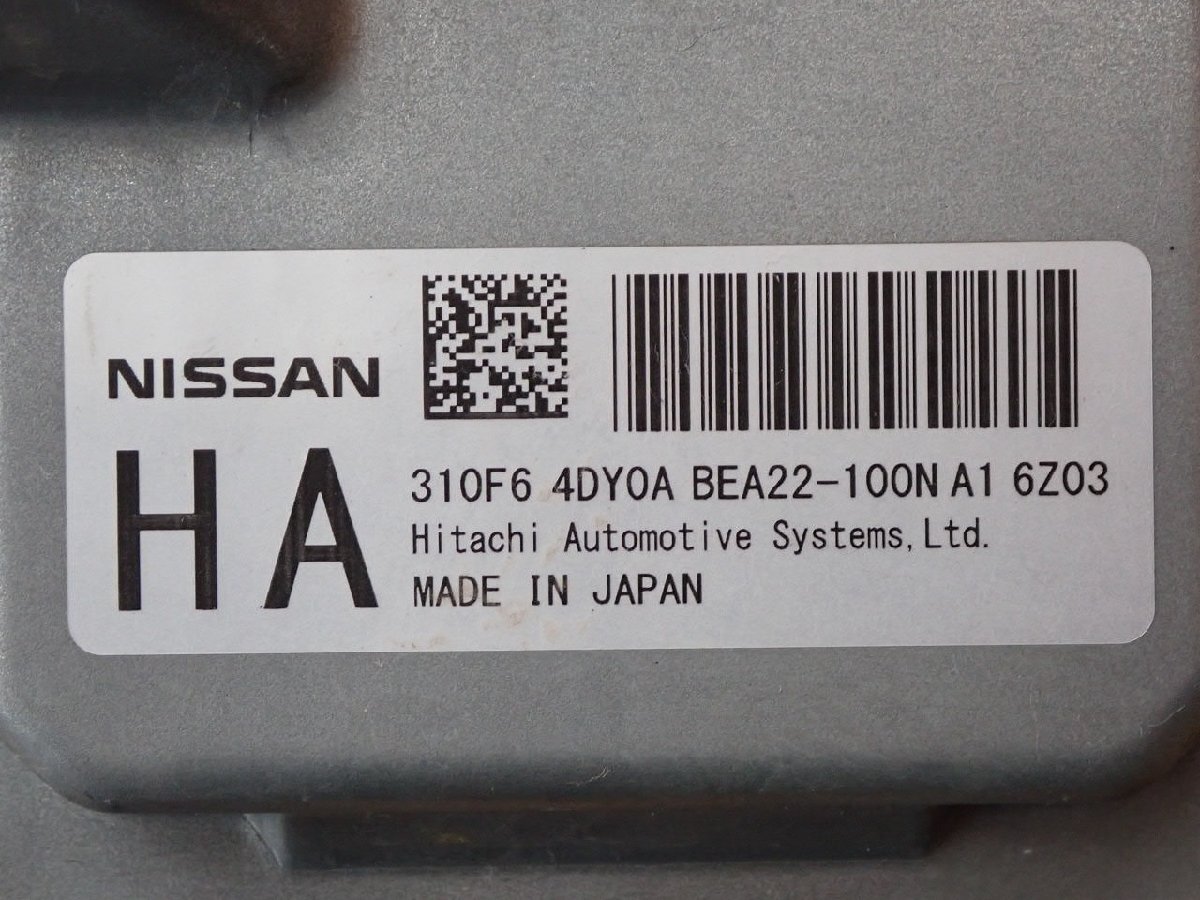 NISSAN
HA
310F6 4DY0A BEA22-100N A1 6Z03
Hitachi Automotive Systems,Ltd.
MADE IN JAPAN